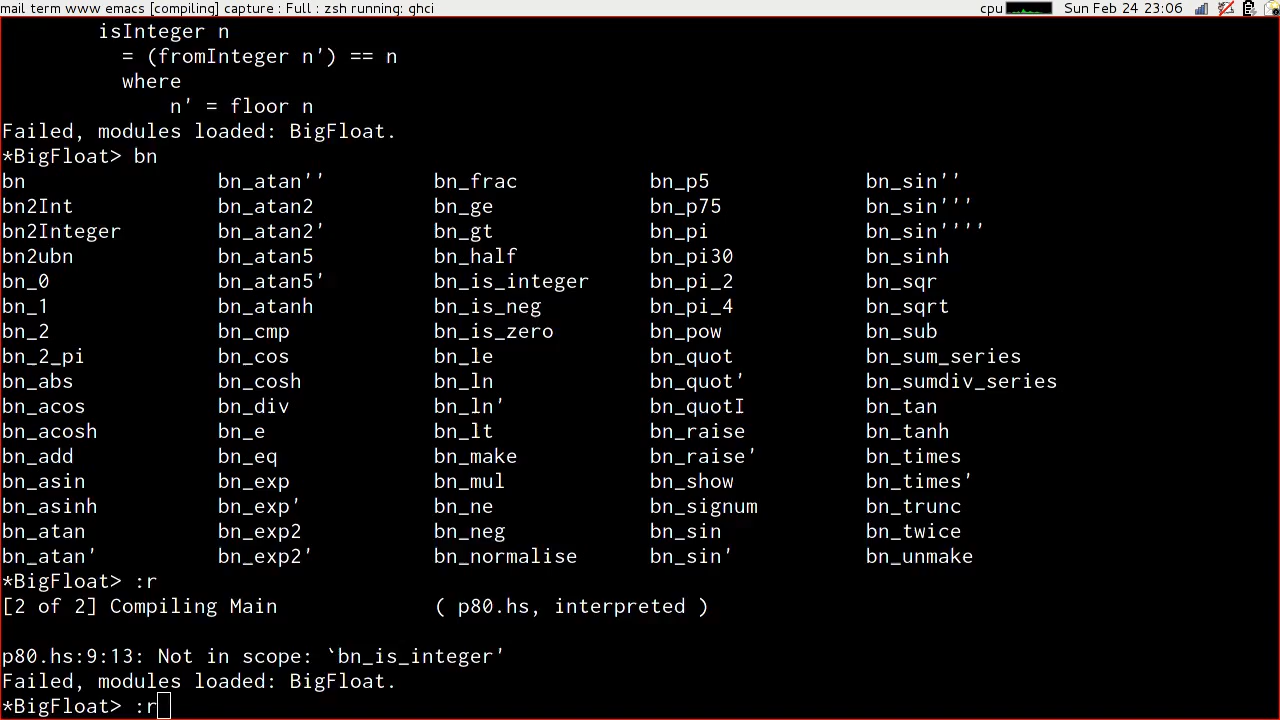 mail term www emacs [compiling] capture : Full : zsh running: ghci cpu Sun Feb 24 23:06
isInteger n
= (fromInteger n') == n
where
n' = floor n
Failed, modules loaded: BigFloat.
*BigFloat> bn
bn bn_atan'' bn_frac bn_p5 bn_sin''
bn2Int bn_atan2 bn_ge bn_p75 bn_sin'''
bn2Integer bn_atan2' bn_gt bn_pi bn_sin''''
bn2ubn bn_atan5 bn_half bn_pi30 bn_sinh
bn_0 bn_atan5' bn_is_integer bn_pi_2 bn_sqr
bn_1 bn_atanh bn_is_neg bn_pi_4 bn_sqrt
bn_2 bn_cmp bn_is_zero bn_pow bn_sub
bn_2_pi bn_cos bn_le bn_quot bn_sum_series
bn_abs bn_cosh bn_ln bn_quot' bn_sumdiv_series
bn_acos bn_div bn_ln' bn_quotI bn_tan
bn_acosh bn_e bn_lt bn_raise bn_tanh
bn_add bn_eq bn_make bn_raise' bn_times
bn_asin bn_exp bn_mul bn_show bn_times'
bn_asinh bn_exp' bn_ne bn_signum bn_trunc
bn_atan bn_exp2 bn_neg bn_sin bn_twice
bn_atan' bn_exp2' bn_normalise bn_sin' bn_unmake
*BigFloat> :r
[2 of 2] Compiling Main ( p80.hs, interpreted )
p80.hs:9:13: Not in scope: `bn_is_integer'
Failed, modules loaded: BigFloat.
*BigFloat> :r